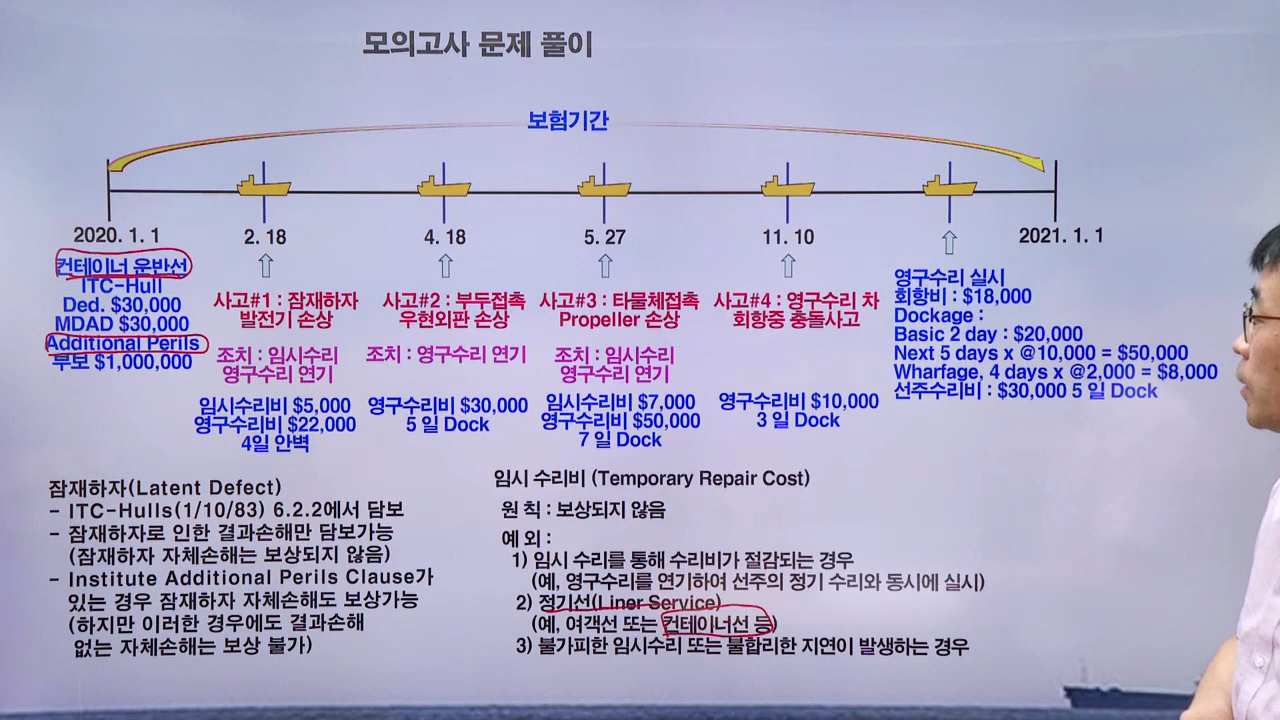 모의고사 문제 풀이
보험기간
2020. 1. 1
2. 18
4. 18
5. 27
11. 10
2021. 1. 1
컨테이너 운반선
ITC-Hull
Ded. $30,000
MDAD $30,000
Additional Perils
부보 $1,000,000
사고#1 : 잠재하자
발전기 손상
조치 : 임시수리
영구수리 연기
임시수리비 $5,000
영구수리비 $22,000
4일 안벽
사고#2 : 부두접촉
우현외판 손상
조치 : 영구수리 연기
영구수리비 $30,000
5 일 Dock
사고#3 : 타물체접촉
Propeller 손상
조치 : 임시수리
영구수리 연기
임시수리비 $7,000
영구수리비 $50,000
7 일 Dock
사고#4 : 영구수리 차
회항중 충돌사고
영구수리비 $10,000
3 일 Dock
영구수리 실시
회항비 : $18,000
Dockage :
Basic 2 day : $20,000
Next 5 days x @10,000 = $50,000
Wharfage, 4 days x @2,000 = $8,000
선주수리비 : $30,000 5 일 Dock
잠재하자(Latent Defect)
- ITC-Hulls(1/10/83) 6.2.2에서 담보
- 잠재하자로 인한 결과손해만 담보가능
(잠재하자 자체손해는 보상되지 않음)
- Institute Additional Perils Clause가
있는 경우 잠재하자 자체손해도 보상가능
(하지만 이러한 경우에도 결과손해
없는 자체손해는 보상 불가)
임시 수리비 (Temporary Repair Cost)
원 칙 : 보상되지 않음
예 외 :
1) 임시 수리를 통해 수리비가 절감되는 경우
(예, 영구수리를 연기하여 선주의 정기 수리와 동시에 실시)
2) 정기선(Liner Service)
(예, 여객선 또는 컨테이너선 등)
3) 불가피한 임시수리 또는 불합리한 지연이 발생하는 경우